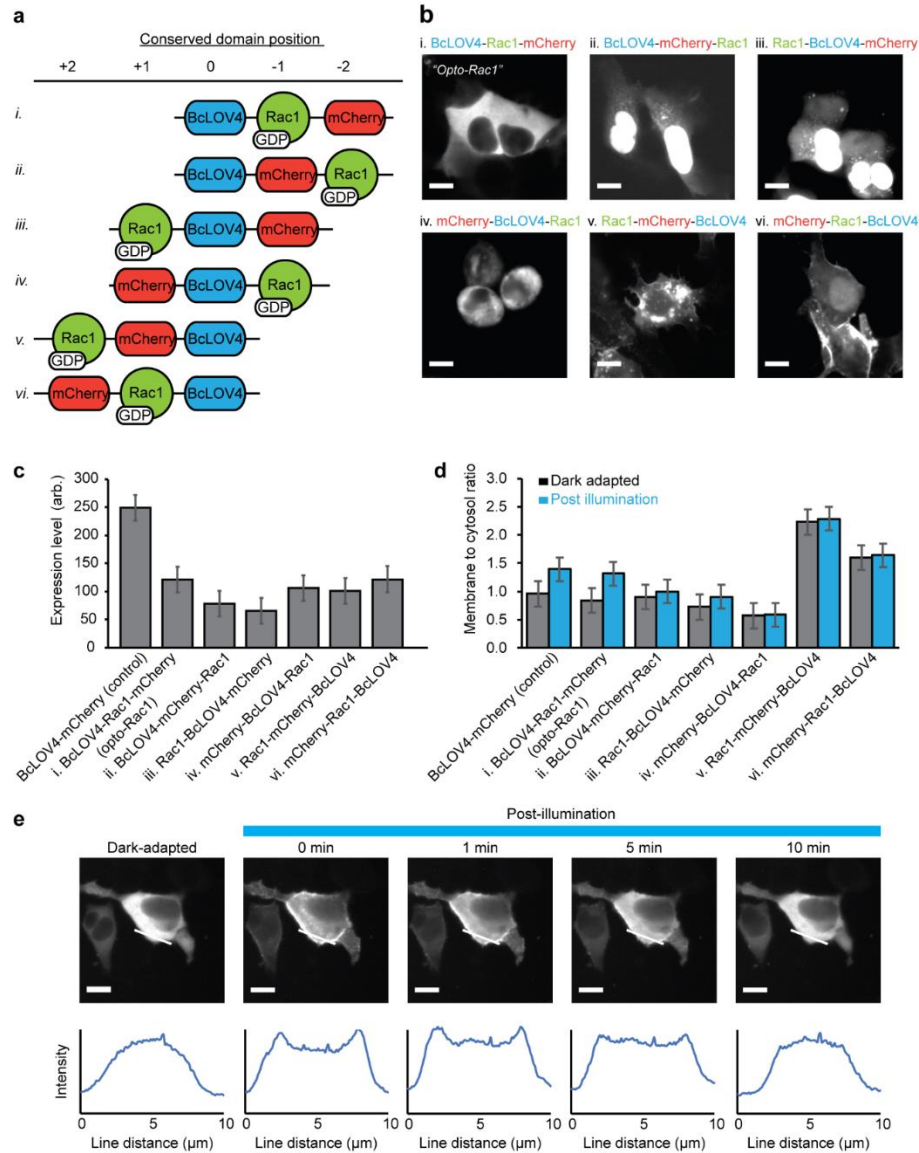 a
Conserved domain position
+2 +1 0 -1 -2
i. BcLOV4 Rac1 mCherry
GDP
ii. BcLOV4 mCherry Rac1
GDP
iii. Rac1 BcLOV4 mCherry
GDP
iv. mCherry BcLOV4 Rac1
GDP
v. Rac1 mCherry BcLOV4
GDP
vi. mCherry Rac1 BcLOV4
GDP
b
i. BcLOV4-Rac1-mCherry ii. BcLOV4-mCherry-Rac1 iii. Rac1-BcLOV4-mCherry
"Opto-Rac1"
iv. mCherry-BcLOV4-Rac1 v. Rac1-mCherry-BcLOV4 vi. mCherry-Rac1-BcLOV4
c
Expression level (arb.)
300
250
200
150
100
50
0
BcLOV4-mCherry (control)
i. BcLOV4-Rac1-mCherry
(opto-Rac1)
ii. BcLOV4-mCherry-Rac1
iii. Rac1-BcLOV4-mCherry
iv. mCherry-BcLOV4-Rac1
v. Rac1-mCherry-BcLOV4
vi. mCherry-Rac1-BcLOV4
d
Membrane to cytosol ratio
3.0
2.5
2.0
1.5
1.0
0.5
0.0
Dark adapted
Post illumination
BcLOV4-mCherry (control)
i. BcLOV4-Rac1-mCherry
(opto-Rac1)
ii. BcLOV4-mCherry-Rac1
iii. Rac1-BcLOV4-mCherry
iv. mCherry-BcLOV4-Rac1
v. Rac1-mCherry-BcLOV4
vi. mCherry-Rac1-BcLOV4
e
Post-illumination
Dark-adapted 0 min 1 min 5 min 10 min
Intensity
0 5 10 0 5 10 0 5 10 0 5 10 0 5 10
Line distance (µm) Line distance (µm) Line distance (µm) Line distance (µm) Line distance (µm)